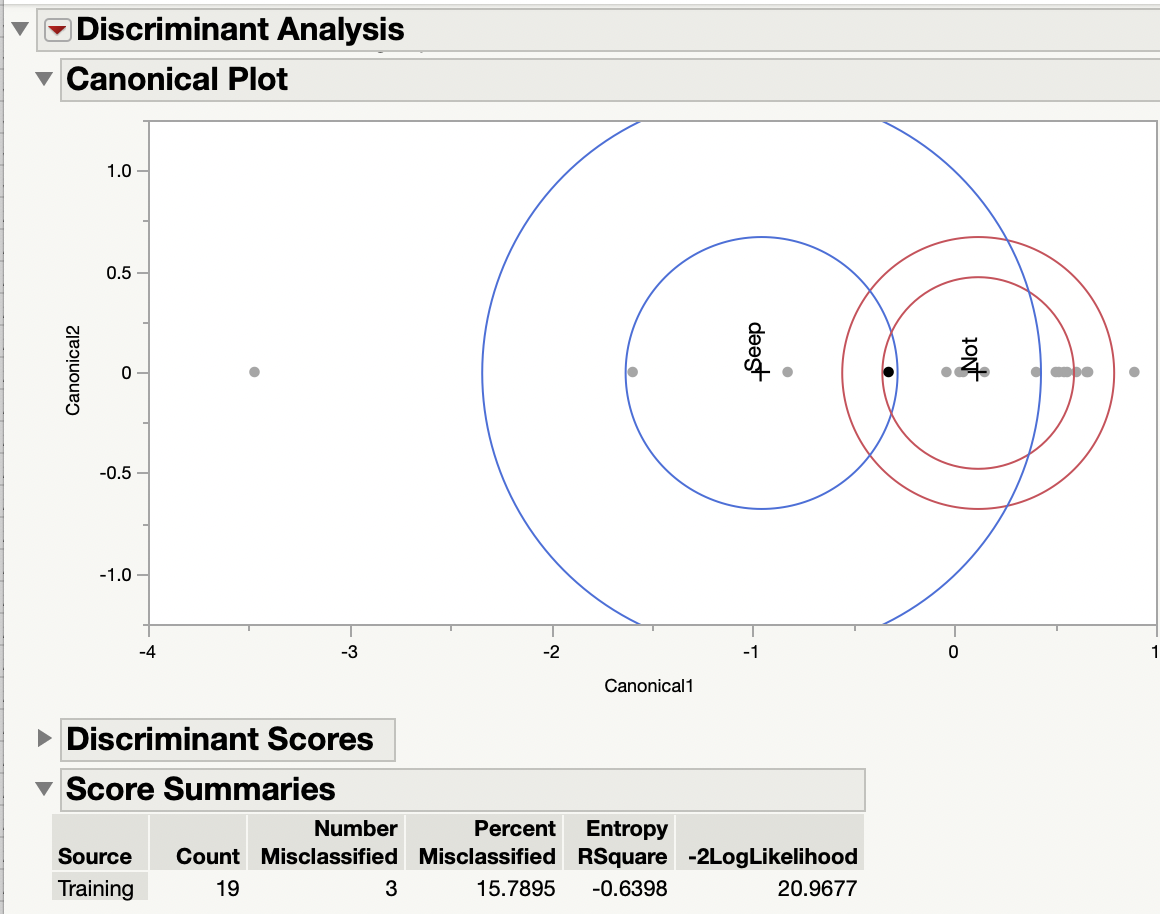 Discriminant Analysis
Canonical Plot
1.0
0.5
0
-0.5
-1.0
Canonical2
Seep
Not
-4 -3 -2 -1 0 1
Canonical1
Discriminant Scores
Score Summaries
Number Percent Entropy
Source Count Misclassified Misclassified RSquare -2LogLikelihood
Training 19 3 15.7895 -0.6398 20.9677